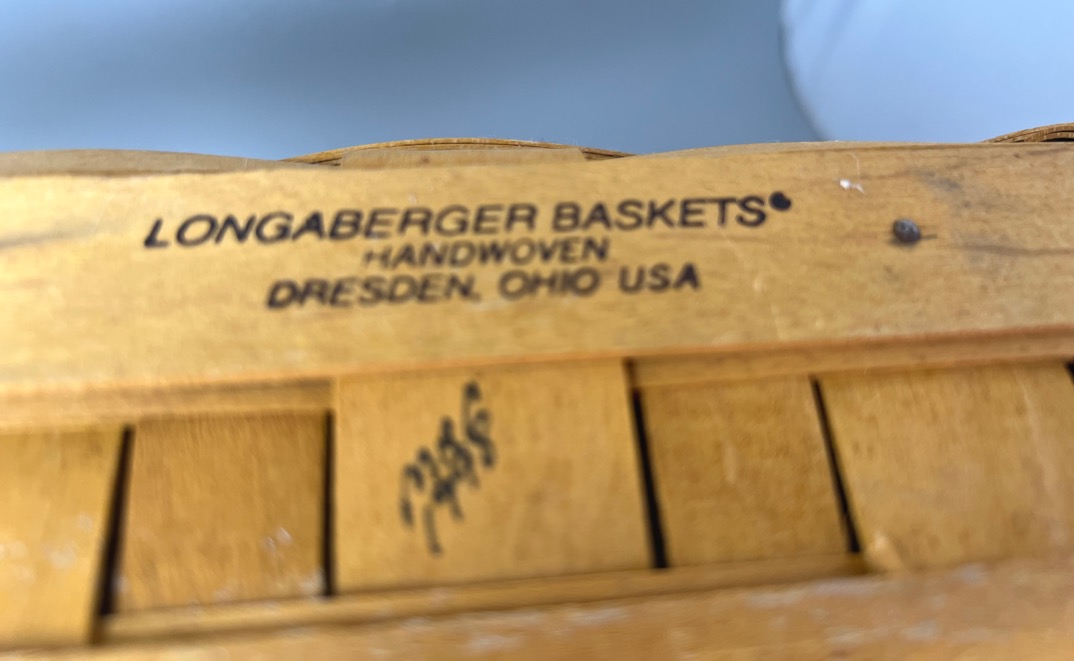 LONGABERGER BASKETS®
HANDWOVEN
DRESDEN, OHIO USA